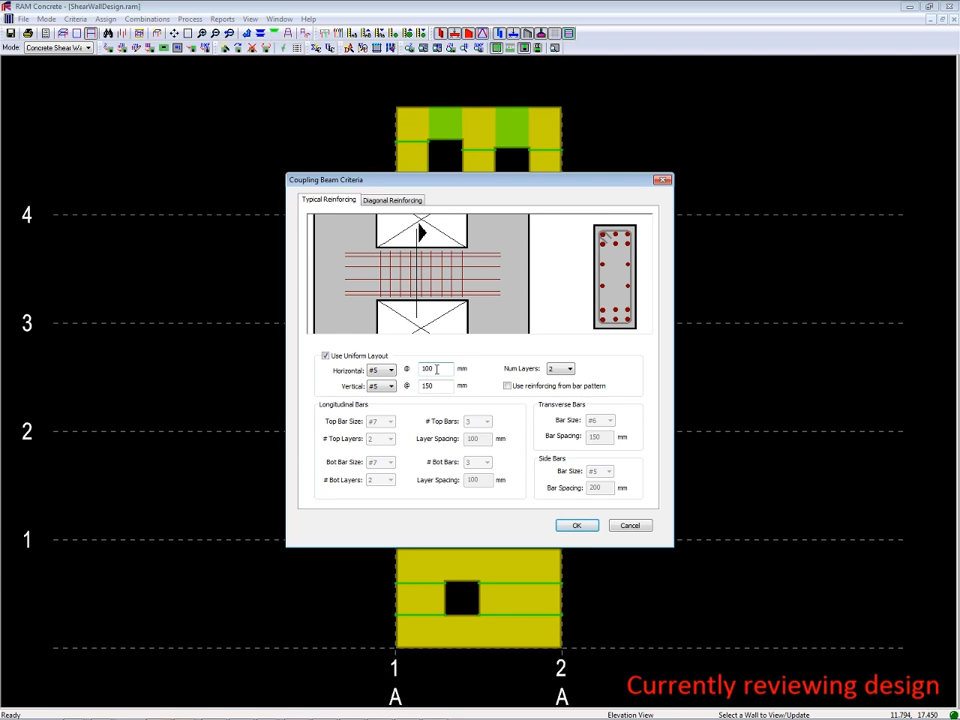 RAM Concrete - [ShearWallDesign.ram]
File Mode Criteria Assign Combinations Process Reports View Window Help
Mode: Concrete Shear Wa
4
3
2
1
Coupling Beam Criteria
Typical Reinforcing Diagonal Reinforcing
Use Uniform Layout
Horizontal: #5 @ 100 mm Num Layers: 2
Vertical: #5 @ 150 mm Use reinforcing from bar pattern
Longitudinal Bars
Top Bar Size: #7 # Top Bars: 3
# Top Layers: 2 Layer Spacing: 100 mm
Bot Bar Size: #7 # Bot Bars: 3
# Bot Layers: 2 Layer Spacing: 100 mm
Transverse Bars
Bar Size: #6
Bar Spacing: 150 mm
Side Bars
Bar Size: #5
Bar Spacing: 200 mm
OK Cancel
1 2
A A
Currently reviewing design
Ready Elevation View Select a Wall to View/Update 11.794, 17.450